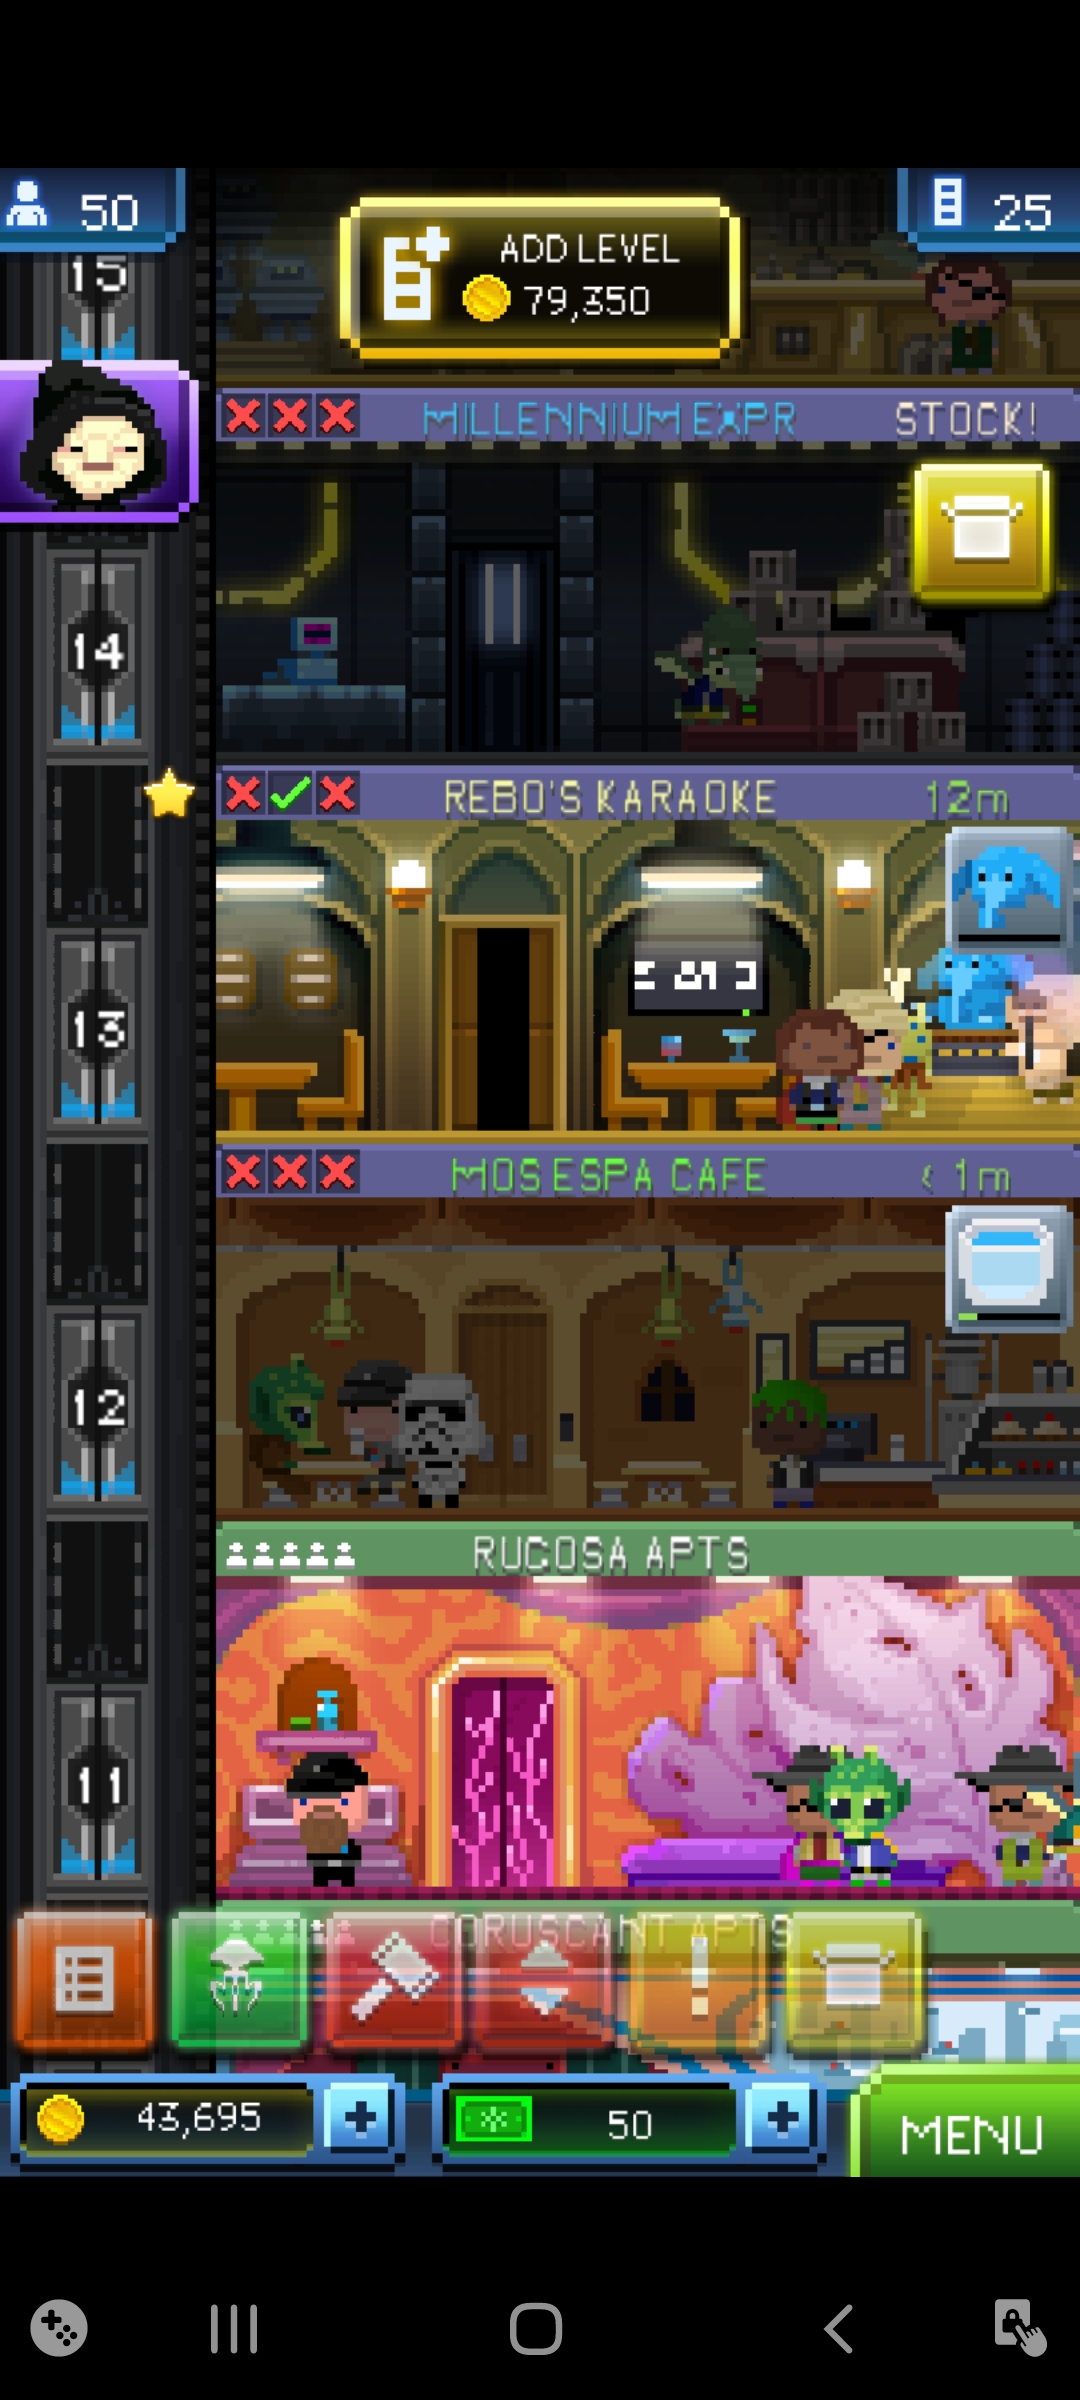 50
25
ADD LEVEL
79,350
15
MILLENNIUM EXPR
STOCK!
14
REBO'S KARAOKE
12m
13
MOS ESPA CAFE
< 1m
12
RUGOSA APTS
11
CORUSCANT APTS
43,695
50
MENU